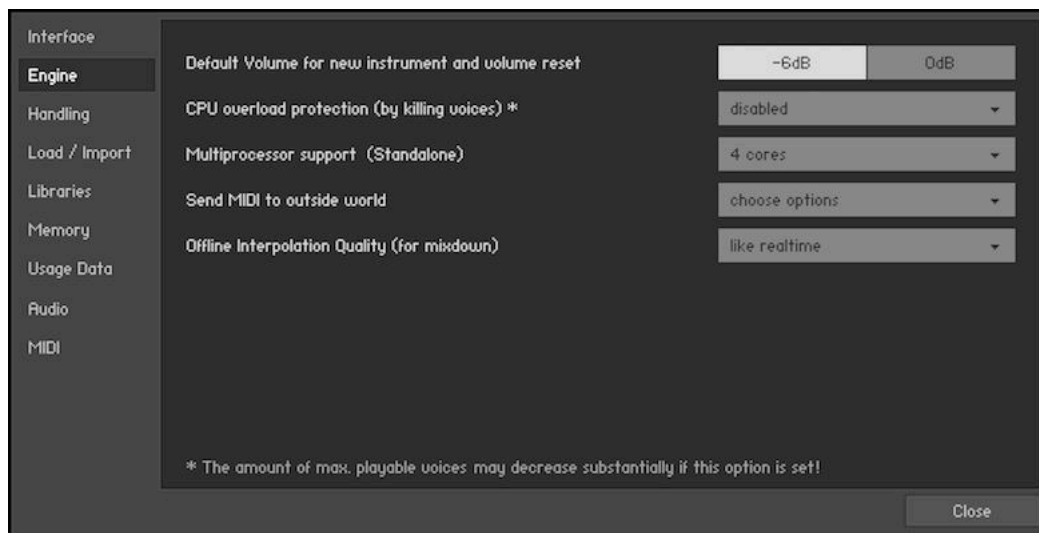 Interface
Engine
Handling
Load / Import
Libraries
Memory
Usage Data
Audio
MIDI
Default Volume for new instrument and volume reset -6dB 0dB
CPU overload protection (by killing voices) * disabled
Multiprocessor support (Standalone) 4 cores
Send MIDI to outside world choose options
Offline Interpolation Quality (for mixdown) like realtime
* The amount of max. playable voices may decrease substantially if this option is set!
Close